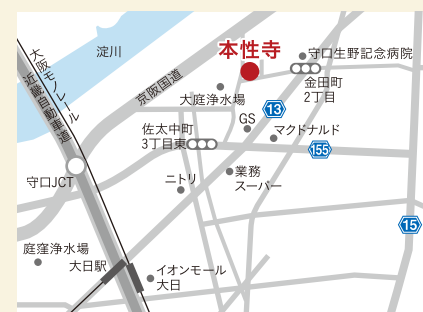 本性寺
淀川
守口生野記念病院
京阪国道
大阪モノレール
近畿自動車道
大庭浄水場
金田町
2丁目
13
GS
佐太中町
3丁目東
マクドナルド
155
守口JCT
ニトリ
業務
スーパー
15
庭窪浄水場
大日駅
イオンモール
大日